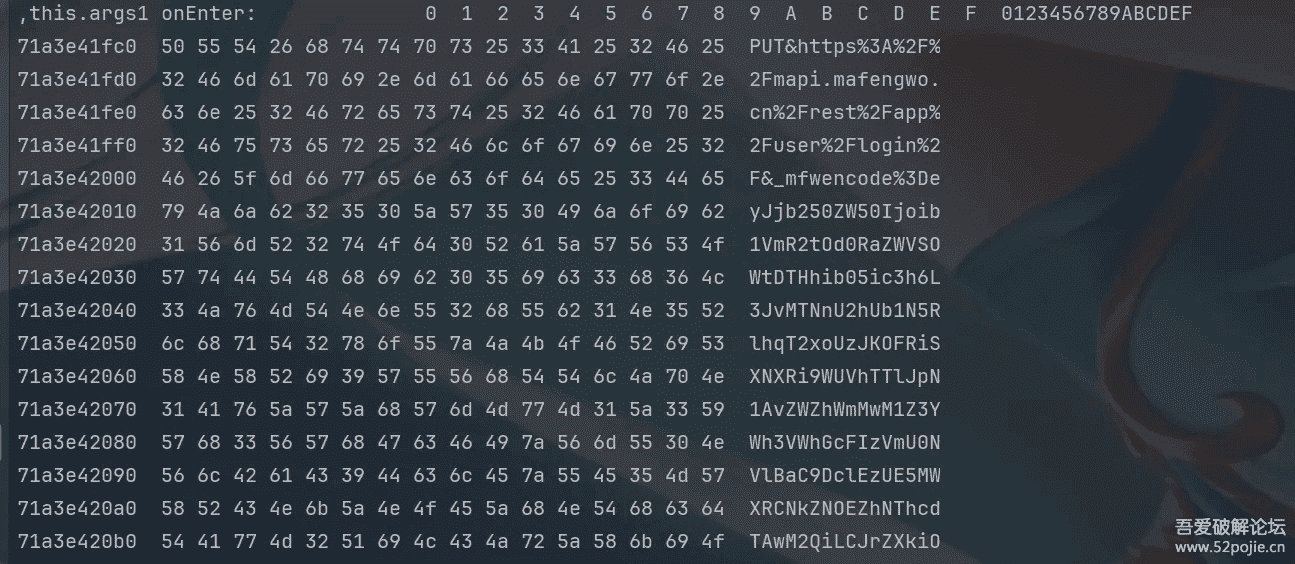 ,this.args1 onEnter:              0  1  2  3  4  5  6  7  8  9  A  B  C  D  E  F  0123456789ABCDEF
71a3e41fc0  50 55 54 26 68 74 74 70 73 25 33 41 25 32 46 25  PUT&https%3A%2F%
71a3e41fd0  32 46 6d 61 70 69 2e 6d 61 66 65 6e 67 77 6f 2e  2Fmapi.mafengwo.
71a3e41fe0  63 6e 25 32 46 72 65 73 74 25 32 46 61 70 70 25  cn%2Frest%2Fapp%
71a3e41ff0  32 46 75 73 65 72 25 32 46 6c 6f 67 69 6e 25 32  2Fuser%2Flogin%2
71a3e42000  46 26 5f 6d 66 77 65 6e 63 6f 64 65 25 33 44 65  F&_mfwencode%3De
71a3e42010  79 4a 6a 62 32 35 30 5a 57 35 30 49 6a 6f 69 62  yJjb250ZW50Ijoib
71a3e42020  31 56 6d 52 32 74 4f 64 30 52 61 5a 57 56 53 4f  1VmR2tOd0RaZWVSO
71a3e42030  57 74 44 54 48 68 69 62 30 35 69 63 33 68 36 4c  WtDTHhib05ic3h6L
71a3e42040  33 4a 76 4d 54 4e 6e 55 32 68 55 62 31 4e 35 52  3JvMTNnU2hUb1N5R
71a3e42050  6c 68 71 54 32 78 6f 55 7a 4a 4b 4f 46 52 69 53  lhqT2xoUzJKOFRiS
71a3e42060  58 4e 58 52 69 39 57 55 56 68 54 54 6c 4a 70 4e  XNXRi9WUVhTTlJpN
71a3e42070  31 41 76 5a 57 5a 68 57 6d 4d 77 4d 31 5a 33 59  1AvZWZhWmMwM1Z3Y
71a3e42080  57 68 33 56 57 68 47 63 46 49 7a 56 6d 55 30 4e  Wh3VWhGcFIzVmU0N
71a3e42090  56 6c 42 61 43 39 44 63 6c 45 7a 55 45 35 4d 57  VlBaC9DclEzUE5MW
71a3e420a0  58 52 43 4e 6b 5a 4e 4f 45 5a 68 4e 54 68 63 64  XRCNkZNOEZhNThcd
71a3e420b0  54 41 77 4d 32 51 69 4c 43 4a 72 5a 58 6b 69 4f  TAwM2QiLCJrZXkiO
吾爱破解论坛
www.52pojie.cn